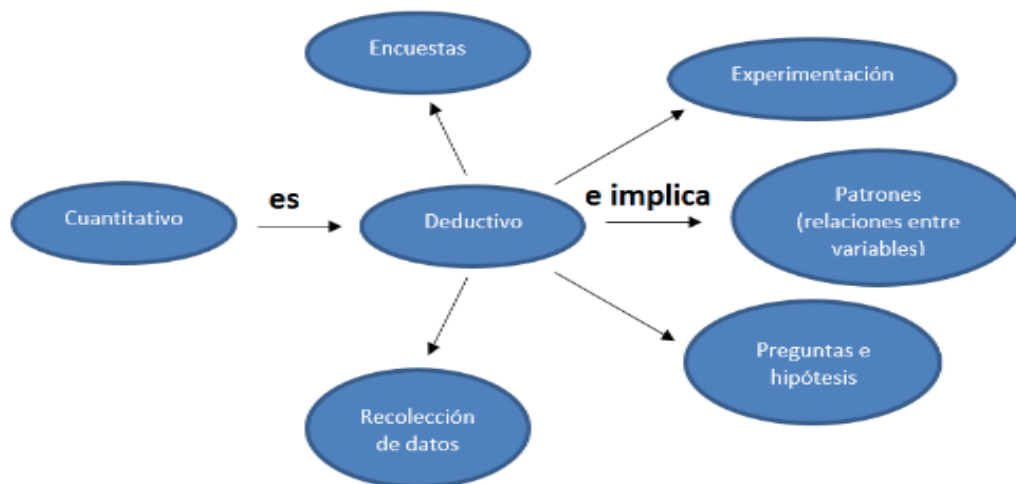 Encuestas
Experimentación
Cuantitativo
es
Deductivo
e implica
Patrones
(relaciones entre
variables)
Preguntas e
hipótesis
Recolección
de datos